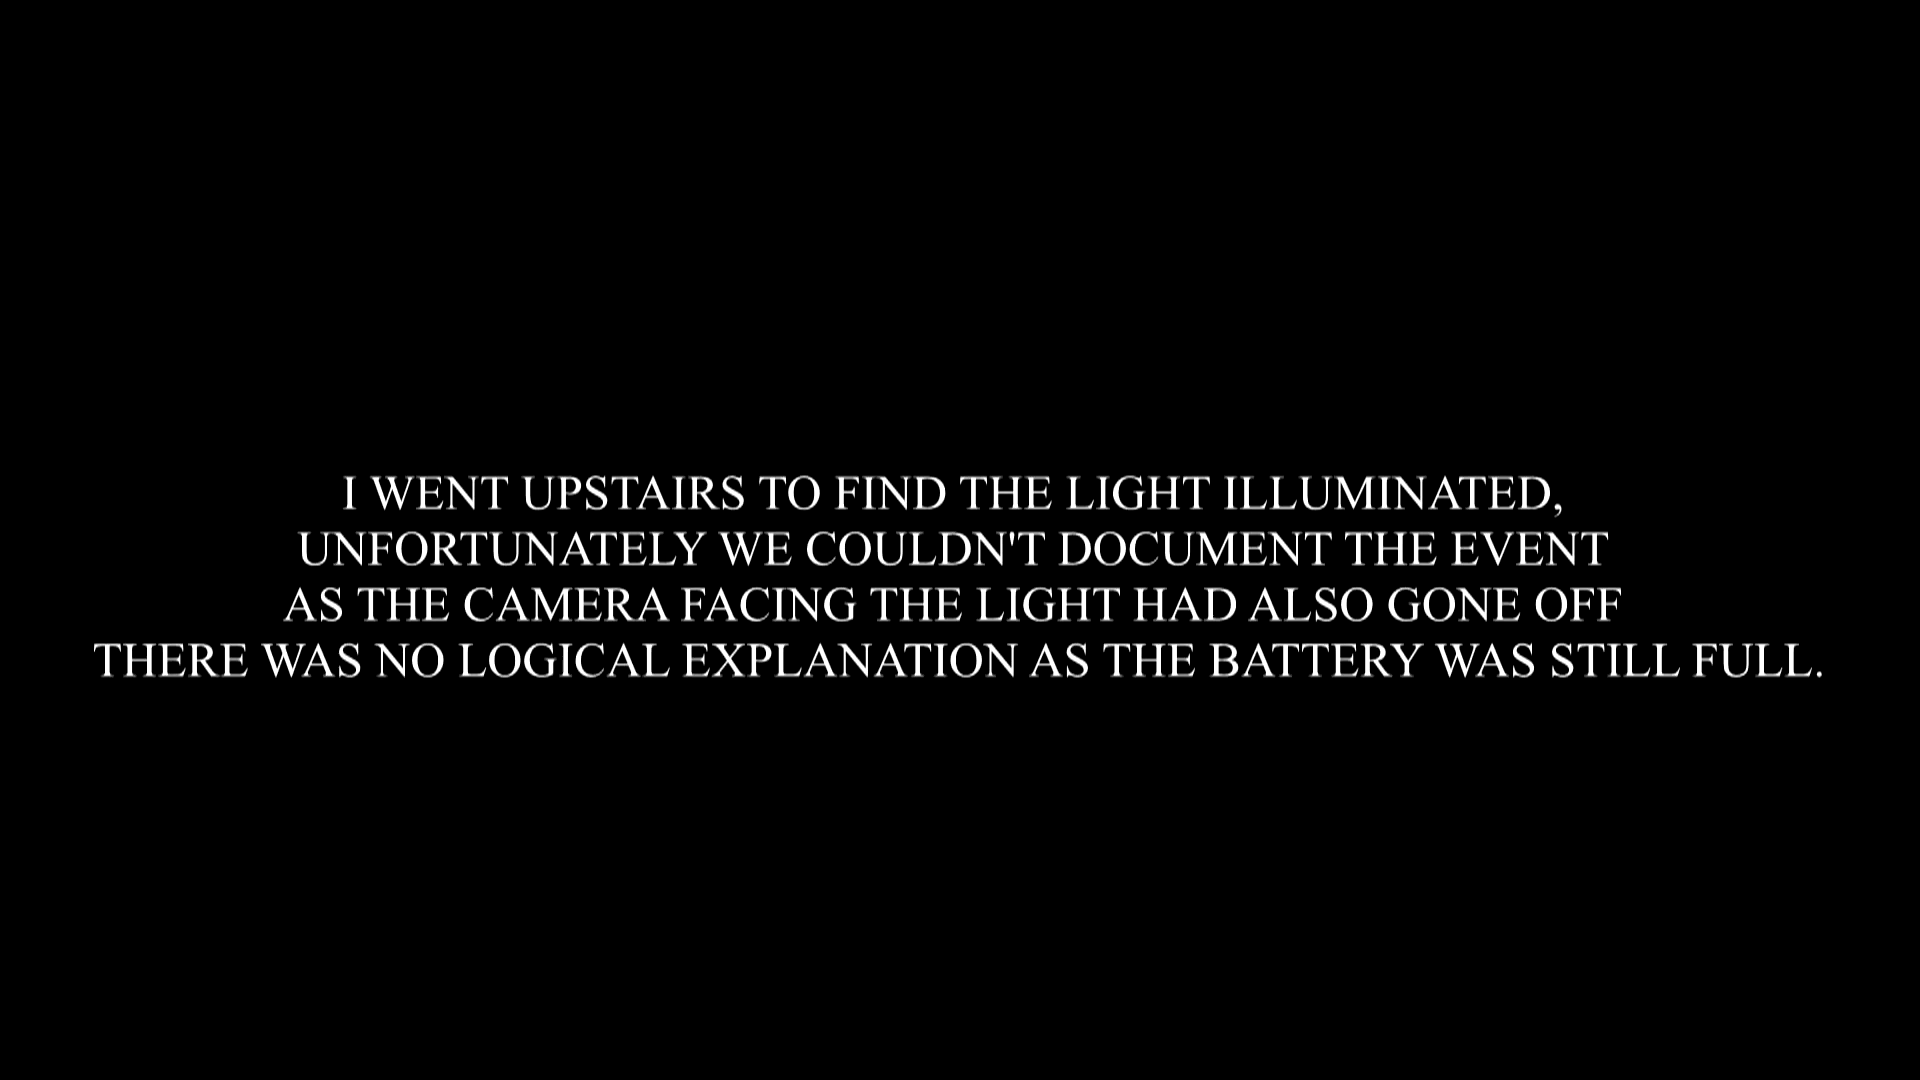 I WENT UPSTAIRS TO FIND THE LIGHT ILLUMINATED,
UNFORTUNATELY WE COULDN'T DOCUMENT THE EVENT
AS THE CAMERA FACING THE LIGHT HAD ALSO GONE OFF
THERE WAS NO LOGICAL EXPLANATION AS THE BATTERY WAS STILL FULL.